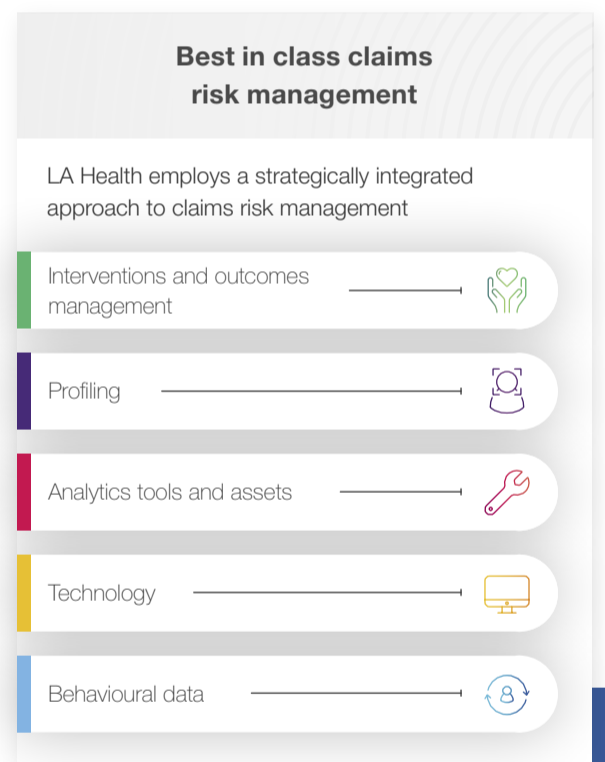 Best in class claims
risk management
LA Health employs a strategically integrated
approach to claims risk management
Interventions and outcomes
management
Profiling
Analytics tools and assets
Technology
Behavioural data